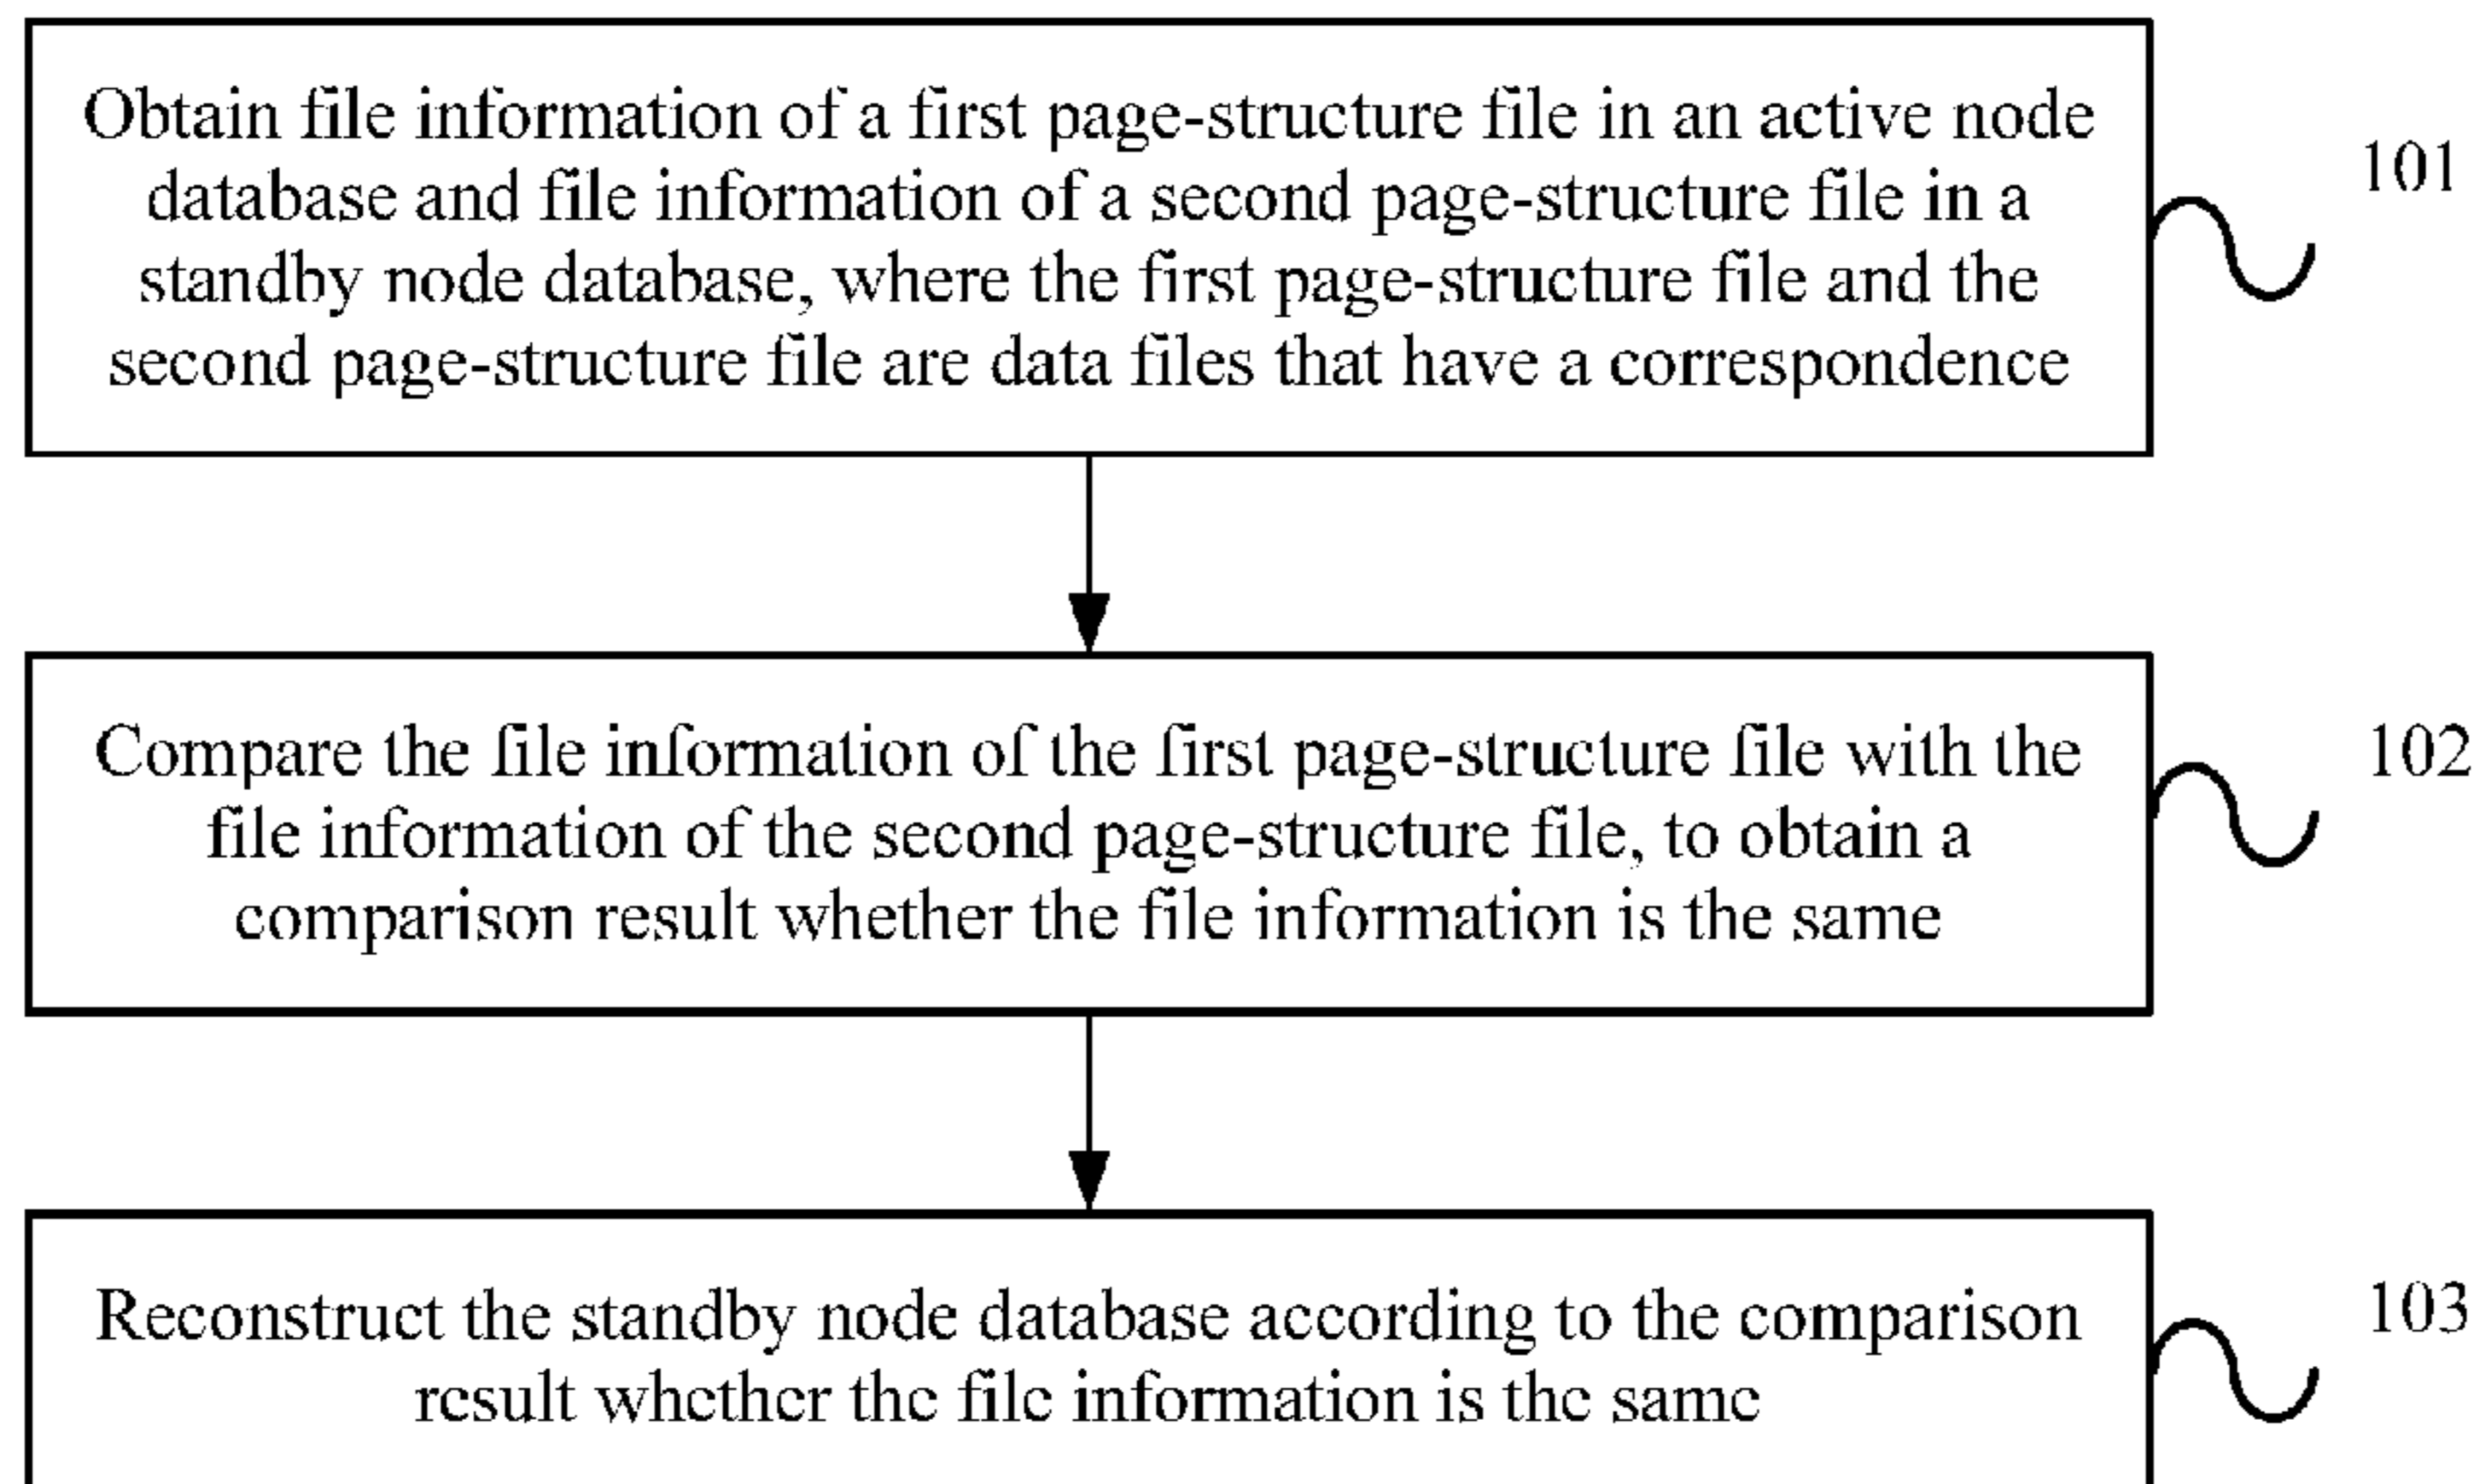 Obtain file information of a first page-structure file in an active node
database and file information of a second page-structure file in a
standby node database, where the first page-structure file and the
second page-structure file are data files that have a correspondence
101
Compare the file information of the first page-structure file with the
file information of the second page-structure file, to obtain a
comparison result whether the file information is the same
102
Reconstruct the standby node database according to the comparison
result whether the file information is the same
103